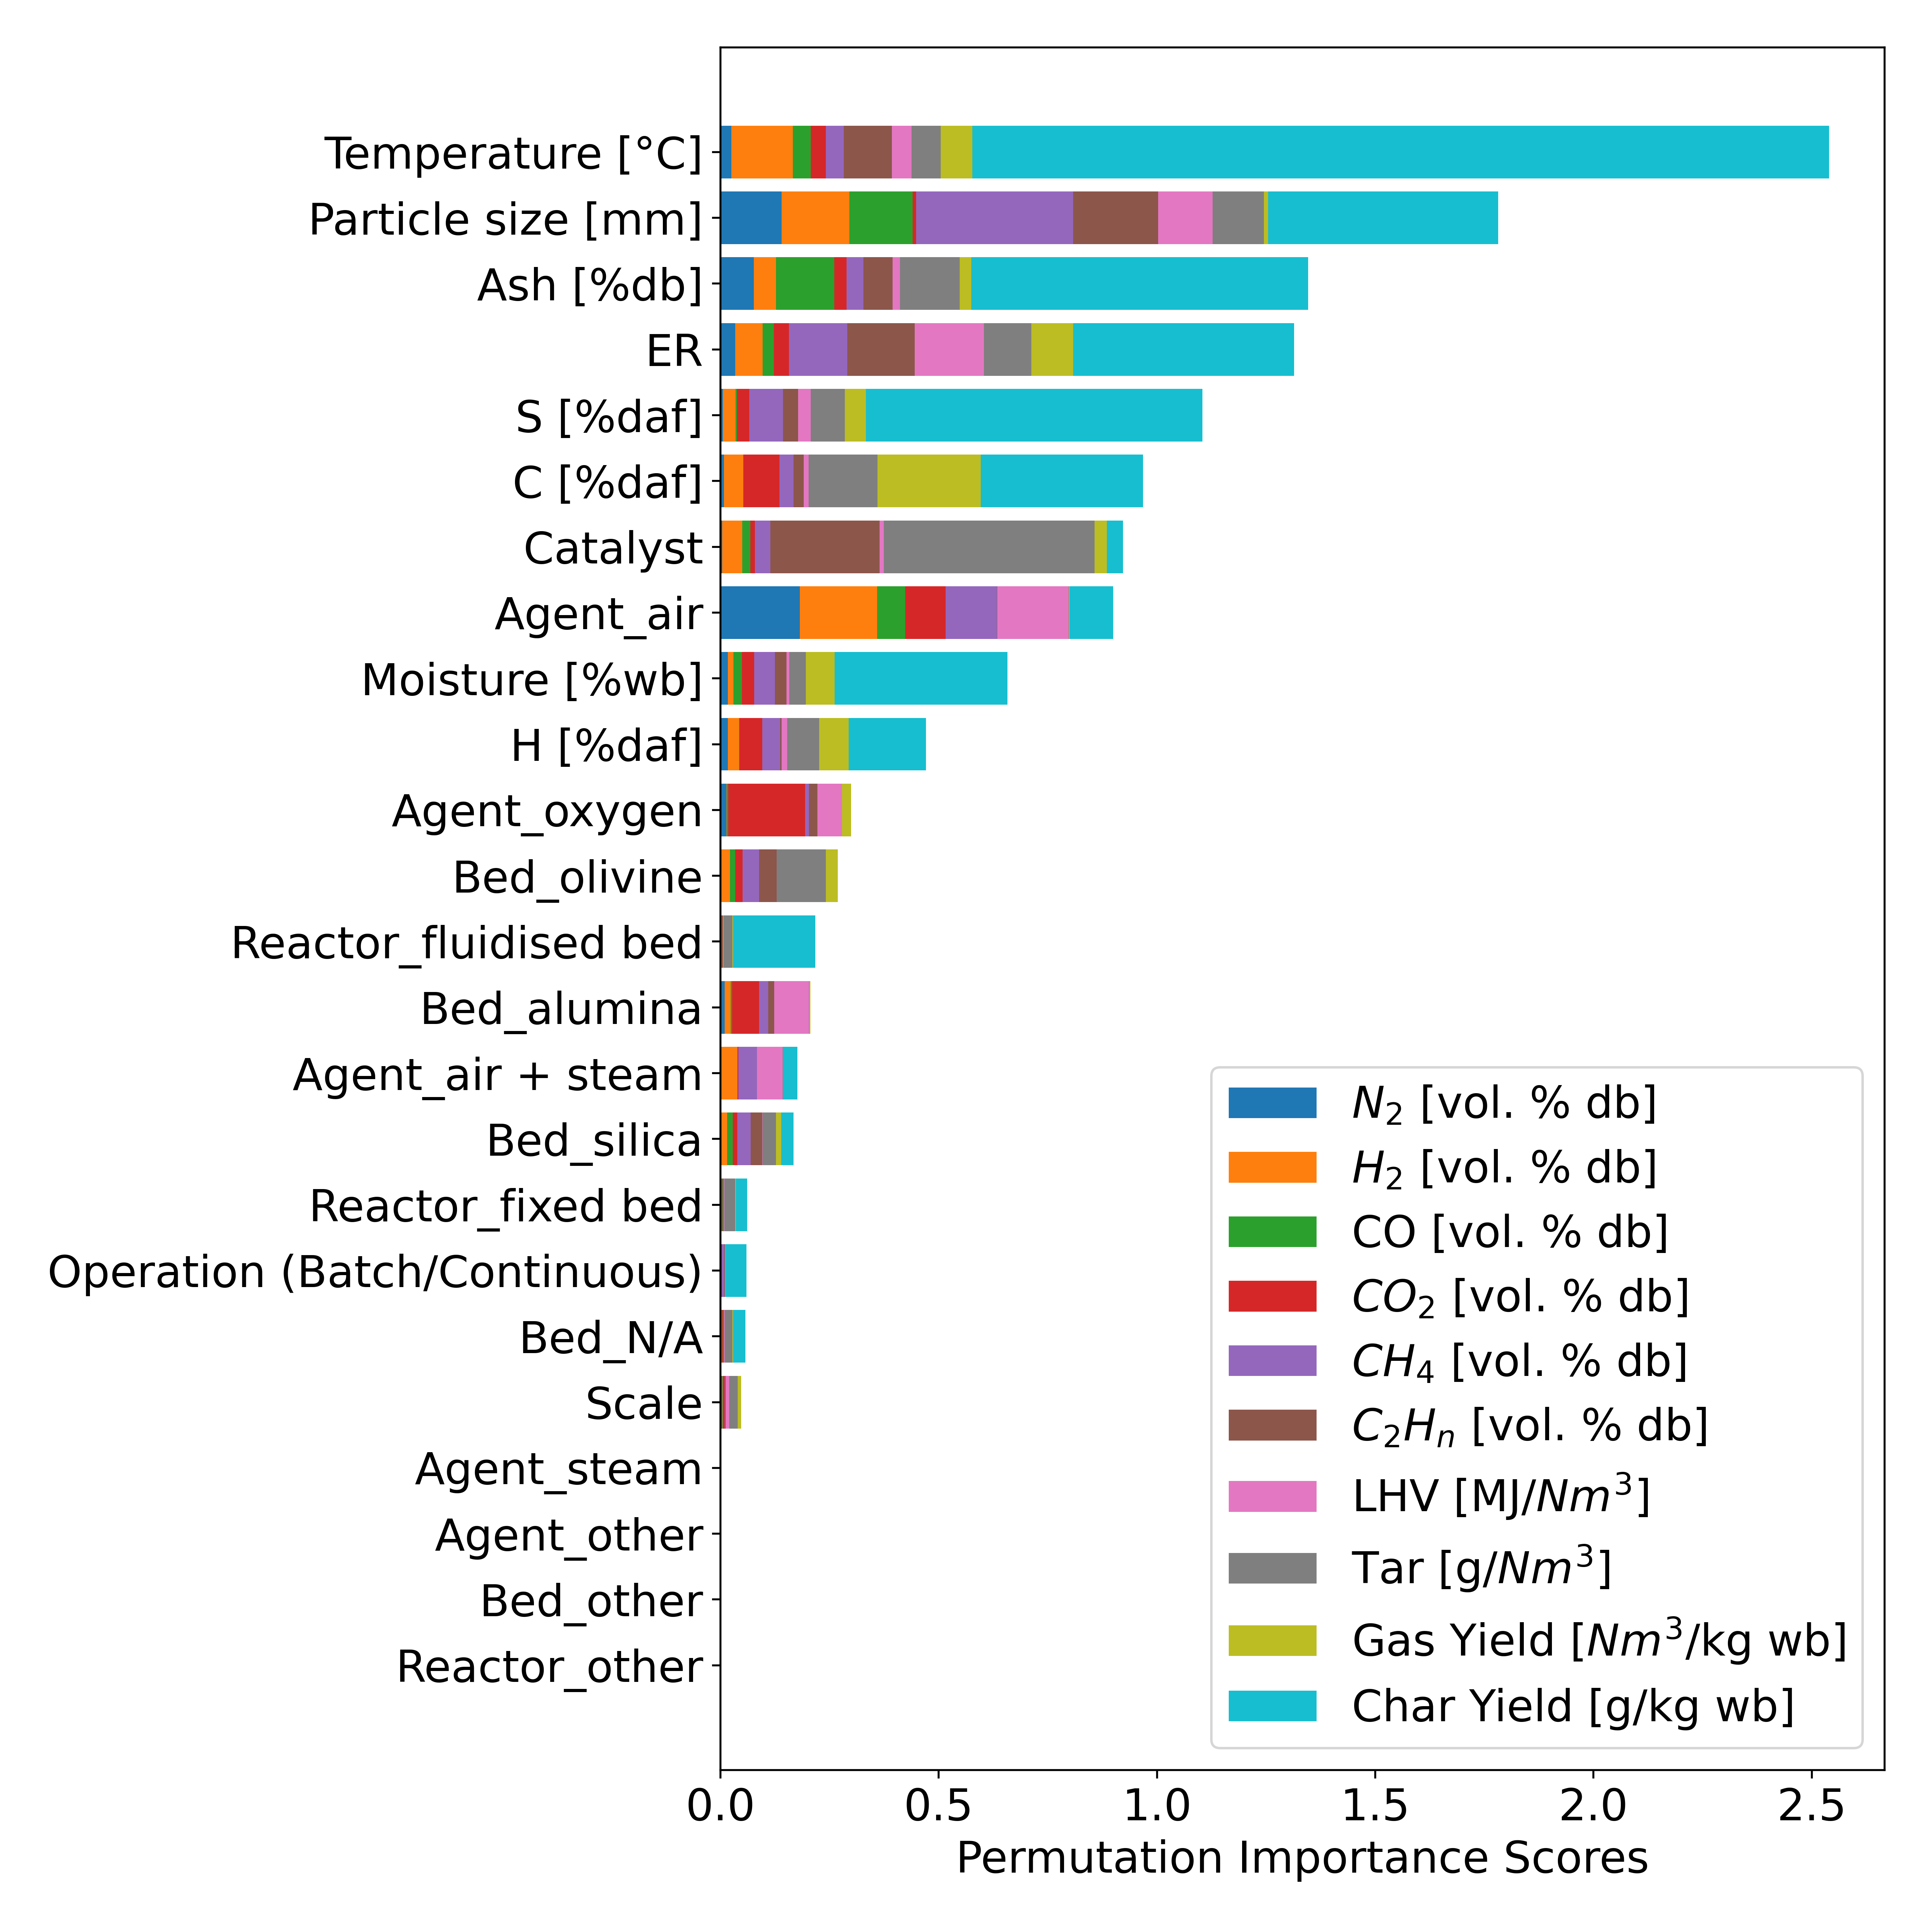 Temperature [°C]
Particle size [mm]
Ash [%db]
ER
S [%daf]
C [%daf]
Catalyst
Agent_air
Moisture [%wb]
H [%daf]
Agent_oxygen
Bed_olivine
Reactor_fluidised bed
Bed_alumina
Agent_air + steam
Bed_silica
Reactor_fixed bed
Operation (Batch/Continuous)
Bed_N/A
Scale
Agent_steam
Agent_other
Bed_other
Reactor_other
N₂ [vol. % db]
H₂ [vol. % db]
CO [vol. % db]
CO₂ [vol. % db]
CH₄ [vol. % db]
C₂Hₙ [vol. % db]
LHV [MJ/Nm³]
Tar [g/Nm³]
Gas Yield [Nm³/kg wb]
Char Yield [g/kg wb]
0.0 0.5 1.0 1.5 2.0 2.5
Permutation Importance Scores